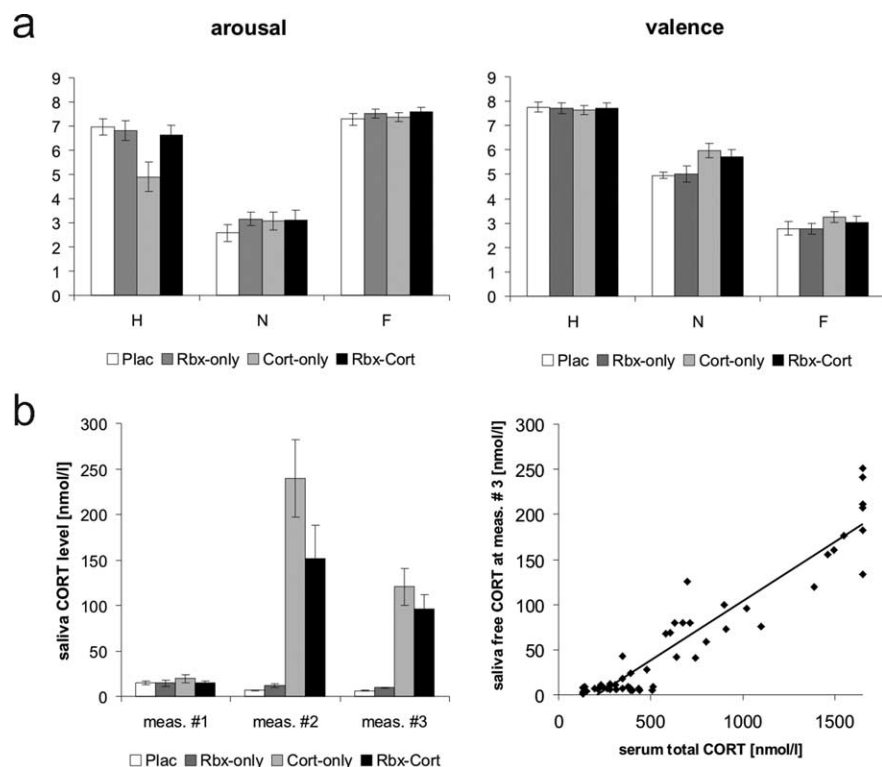 a
arousal
9
8
7
6
5
4
3
2
1
0
H N F
Plac Rbx-only Cort-only Rbx-Cort
valence
9
8
7
6
5
4
3
2
1
0
H N F
Plac Rbx-only Cort-only Rbx-Cort
b
saliva CORT level [nmol/l]
300
250
200
150
100
50
0
meas. #1 meas. #2 meas. #3
Plac Rbx-only Cort-only Rbx-Cort
saliva free CORT at meas. # 3 [nmol/l]
300
250
200
150
100
50
0
0 500 1000 1500
serum total CORT [nmol/l]